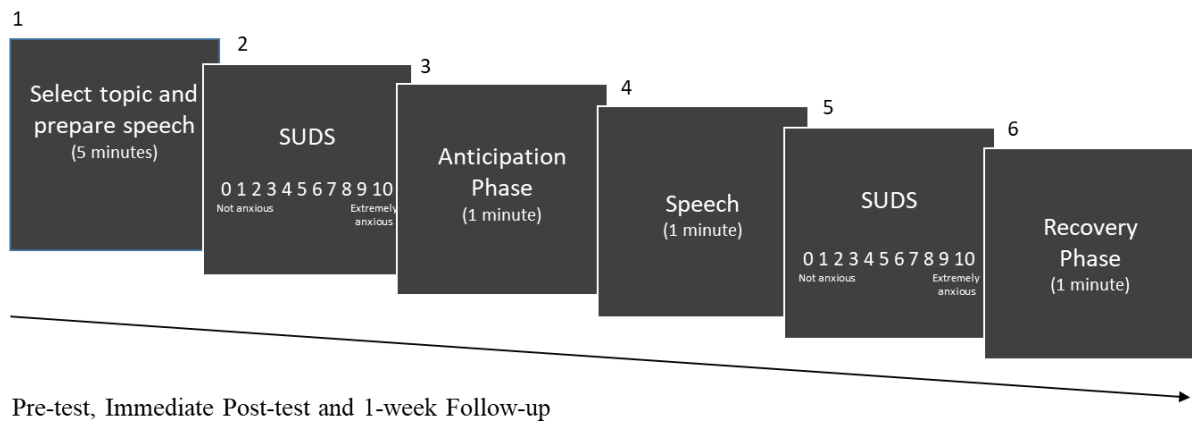 1
Select topic and
prepare speech
(5 minutes)
2
SUDS
0 1 2 3 4 5 6 7 8 9 10
Not anxious
Extremely
anxious
3
Anticipation
Phase
(1 minute)
4
Speech
(1 minute)
5
SUDS
0 1 2 3 4 5 6 7 8 9 10
Not anxious
Extremely
anxious
6
Recovery
Phase
(1 minute)
Pre-test, Immediate Post-test and 1-week Follow-up